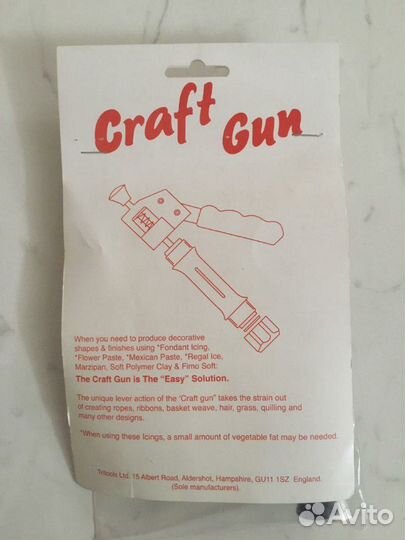 Craft Gun
When you need to produce decorative
shapes & finishes using *Fondant Icing,
*Flower Paste, *Mexican Paste, *Regal Ice,
Marzipan, Soft Polymer Clay & Fimo Soft:
The Craft Gun is The “Easy” Solution.
The unique lever action of the ‘Craft gun” takes the strain out
of creating ropes, ribbons, basket weave, hair, grass, quilling and
many other designs.
*When using these Icings, a small amount of vegetable fat may be needed.
Tritools Ltd. 15 Albert Road, Aldershot, Hampshire, GU11 1SZ England.
(Sole manufacturers).
Avito